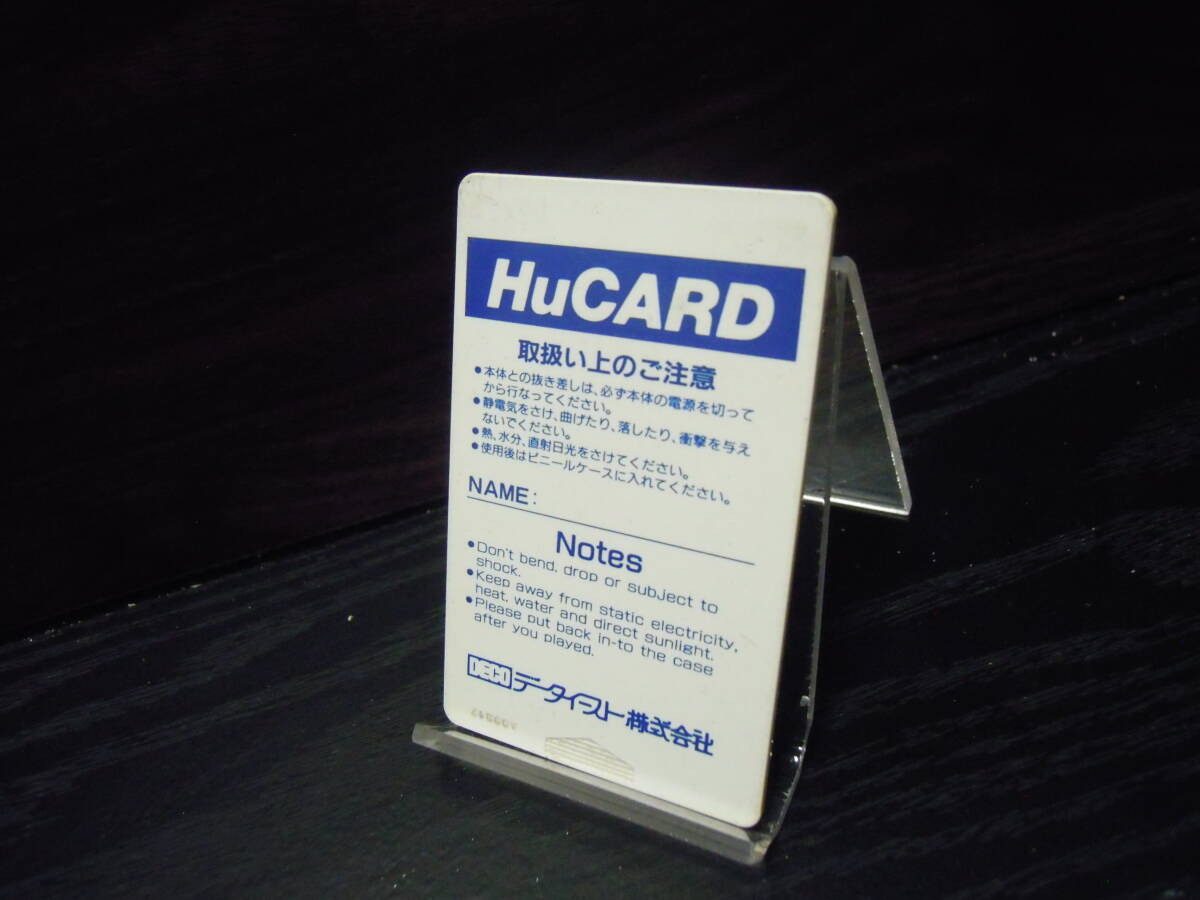 HuCARD
取扱い上のご注意
●本体との抜き差しは、必ず本体の電源を切って
から行なってください。
●静電気をさけ、曲げたり、落したり、衝撃を与え
ないでください。
●熱、水分、直射日光をさけてください。
●使用後はビニールケースに入れてください。
NAME:
Notes
●Don't bend, drop or subject to
shock.
●Keep away from static electricity,
heat, water and direct sunlight.
●Please put back in-to the case
after you played.
DECO データイースト株式会社